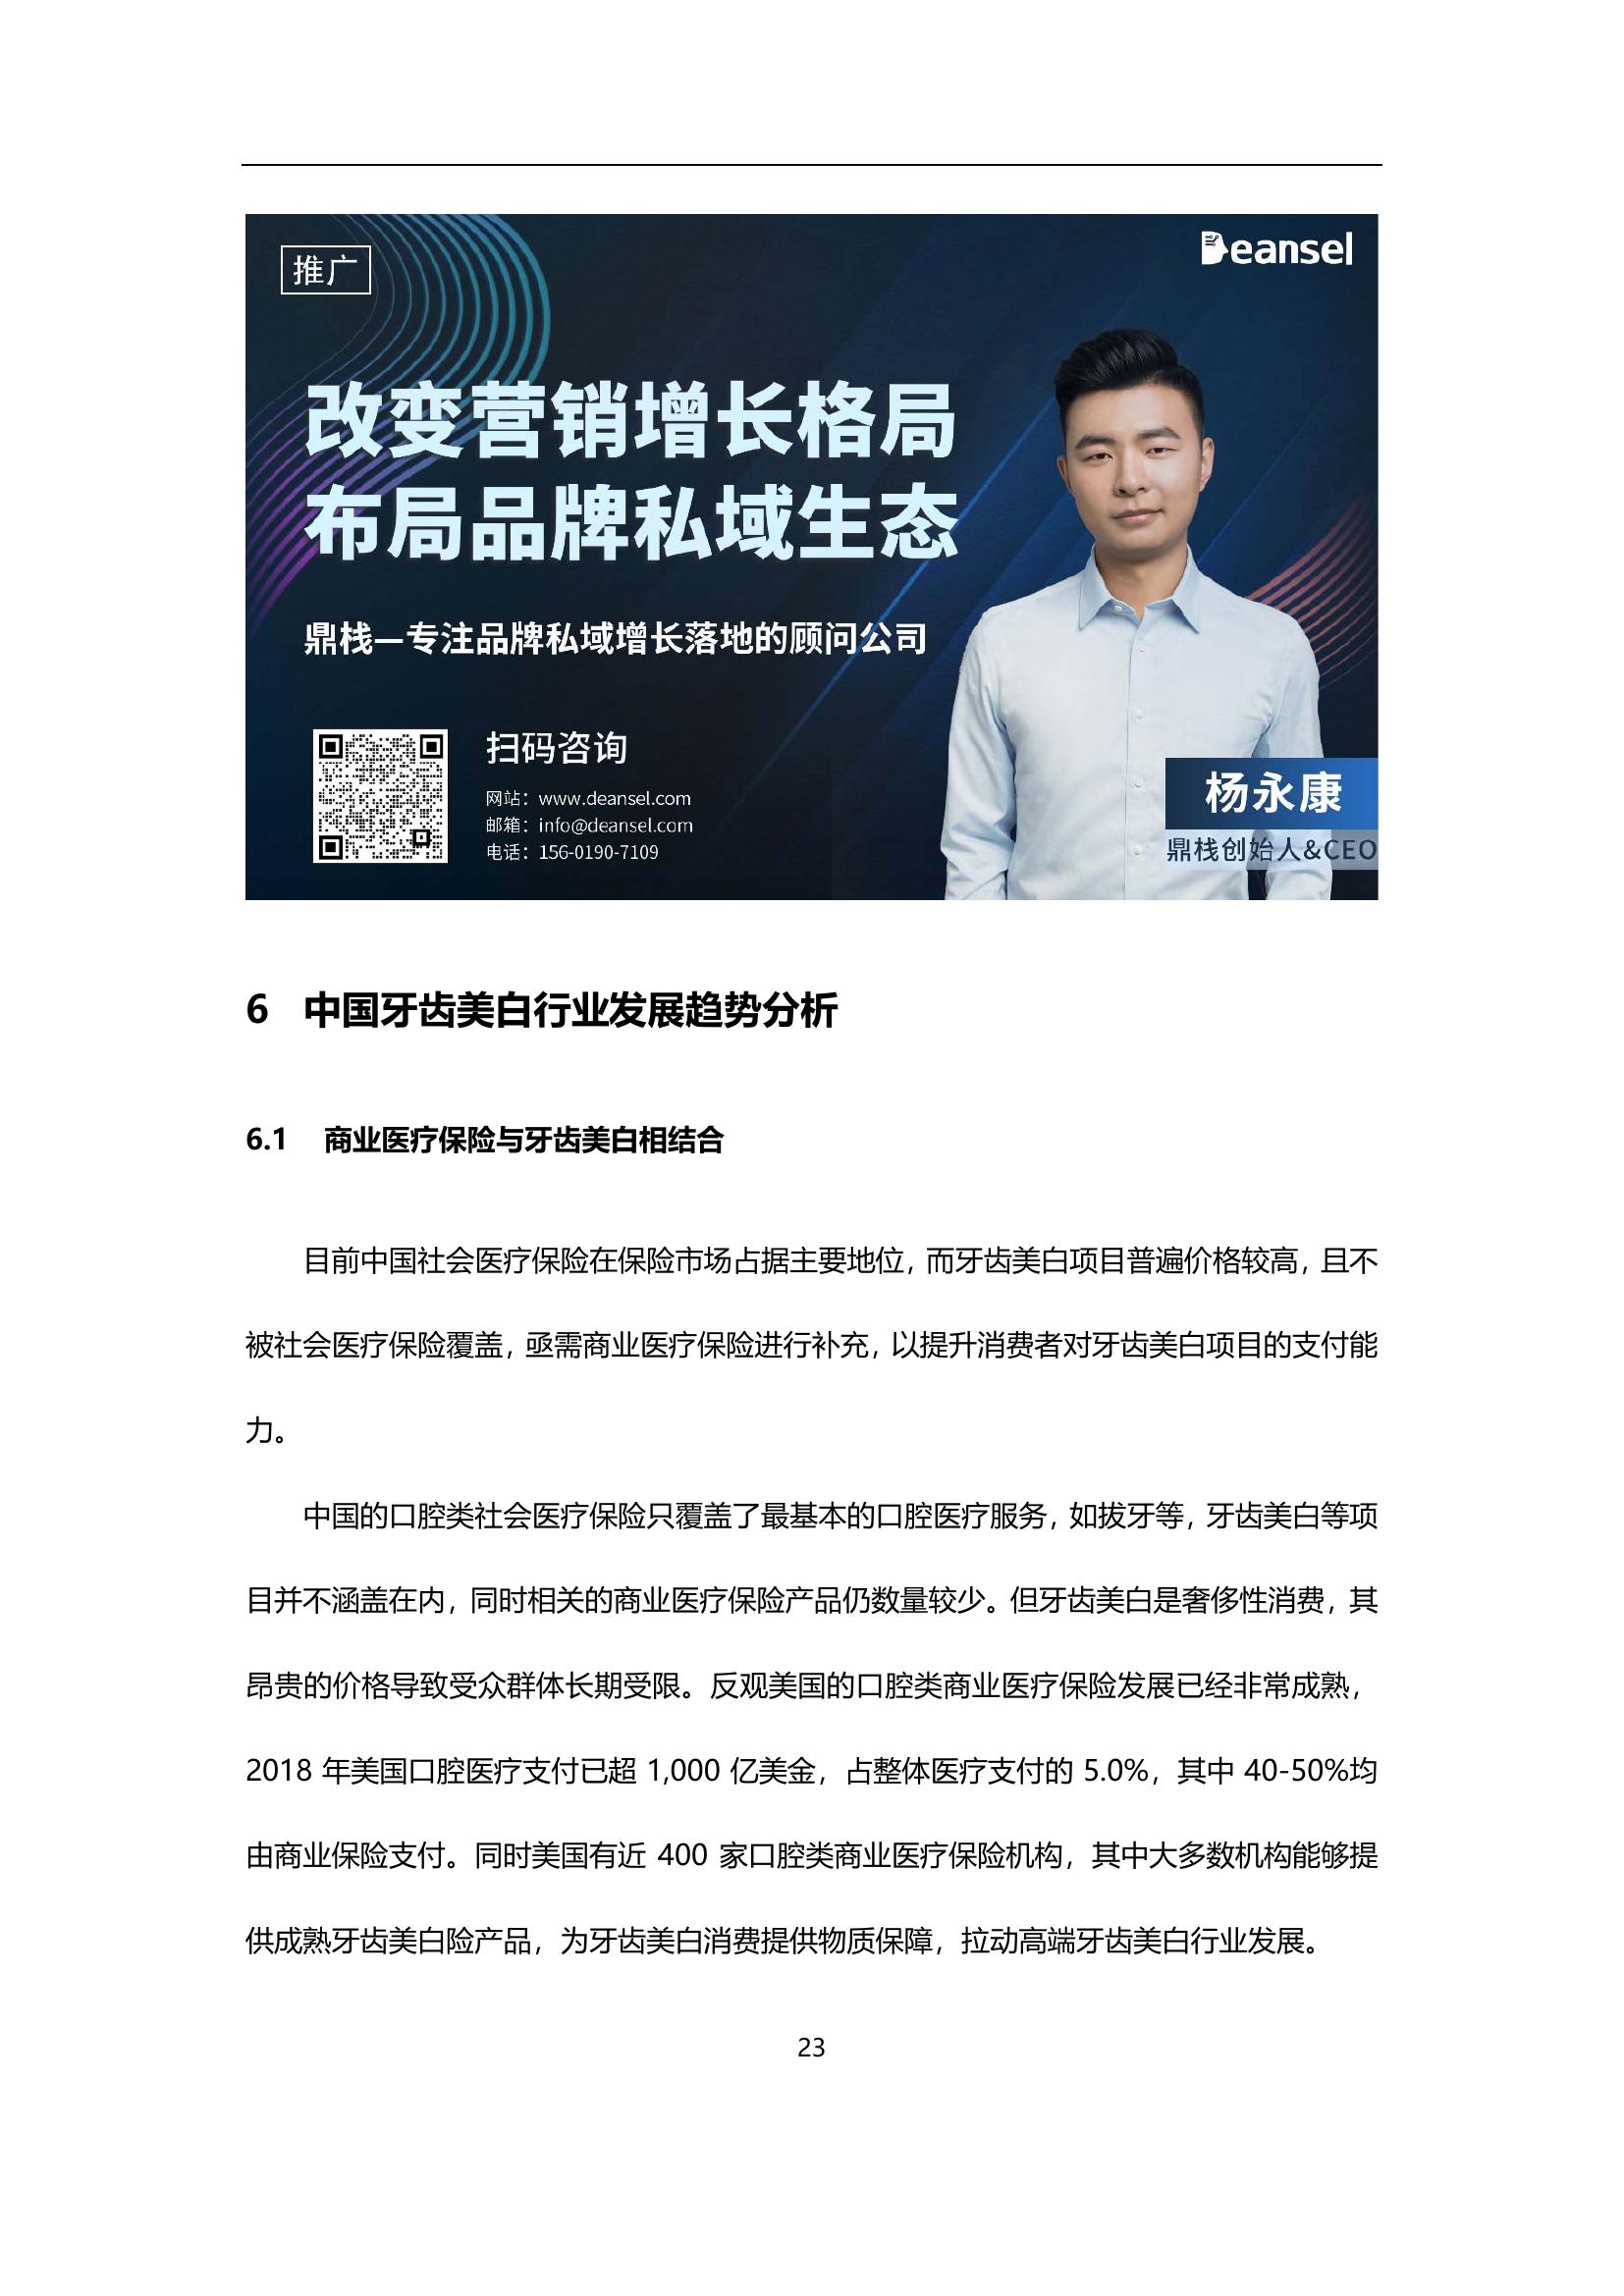 推广
Deansel
改变营销增长格局
布局品牌私域生态
鼎栈—专注品牌私域增长落地的顾问公司
扫码咨询
网站：www.deansel.com
邮箱：info@deansel.com
电话：156-0190-7109
杨永康
鼎栈创始人&CEO
6 中国牙齿美白行业发展趋势分析
6.1 商业医疗保险与牙齿美白相结合
目前中国社会医疗保险在保险市场占据主要地位，而牙齿美白项目普遍价格较高，且不
被社会医疗保险覆盖，亟需商业医疗保险进行补充，以提升消费者对牙齿美白项目的支付能
力。
中国的口腔类社会医疗保险只覆盖了最基本的口腔医疗服务，如拔牙等，牙齿美白等项
目并不涵盖在内，同时相关的商业医疗保险产品仍数量较少。但牙齿美白是奢侈性消费，其
昂贵的价格导致受众群体长期受限。反观美国的口腔类商业医疗保险发展已经非常成熟，
2018 年美国口腔医疗支付已超 1,000 亿美金，占整体医疗支付的 5.0%，其中 40-50%均
由商业保险支付。同时美国有近 400 家口腔类商业医疗保险机构，其中大多数机构能够提
供成熟牙齿美白险产品，为牙齿美白消费提供物质保障，拉动高端牙齿美白行业发展。
23